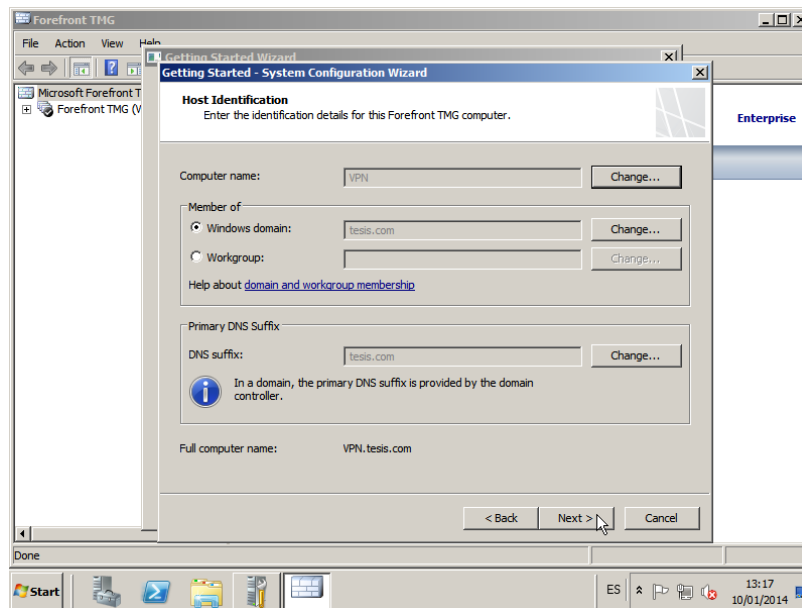 Forefront TMG
File Action View Help
Getting Started Wizard
Getting Started - System Configuration Wizard
Microsoft Forefront T
Forefront TMG (V
Host Identification
Enter the identification details for this Forefront TMG computer.
Enterprise
Computer name: VPN Change...
Member of
Windows domain: tesis.com Change...
Workgroup: Change...
Help about domain and workgroup membership
Primary DNS Suffix
DNS suffix: tesis.com Change...
In a domain, the primary DNS suffix is provided by the domain
controller.
Full computer name: VPN.tesis.com
< Back Next > Cancel
Done
Start ES 13:17
10/01/2014